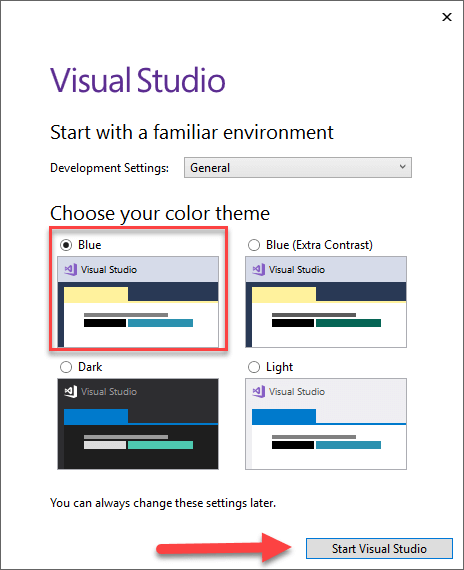 Visual Studio
Start with a familiar environment
Development Settings: General
Choose your color theme
Blue
Blue (Extra Contrast)
Visual Studio
Visual Studio
Dark
Light
Visual Studio
Visual Studio
You can always change these settings later.
Start Visual Studio